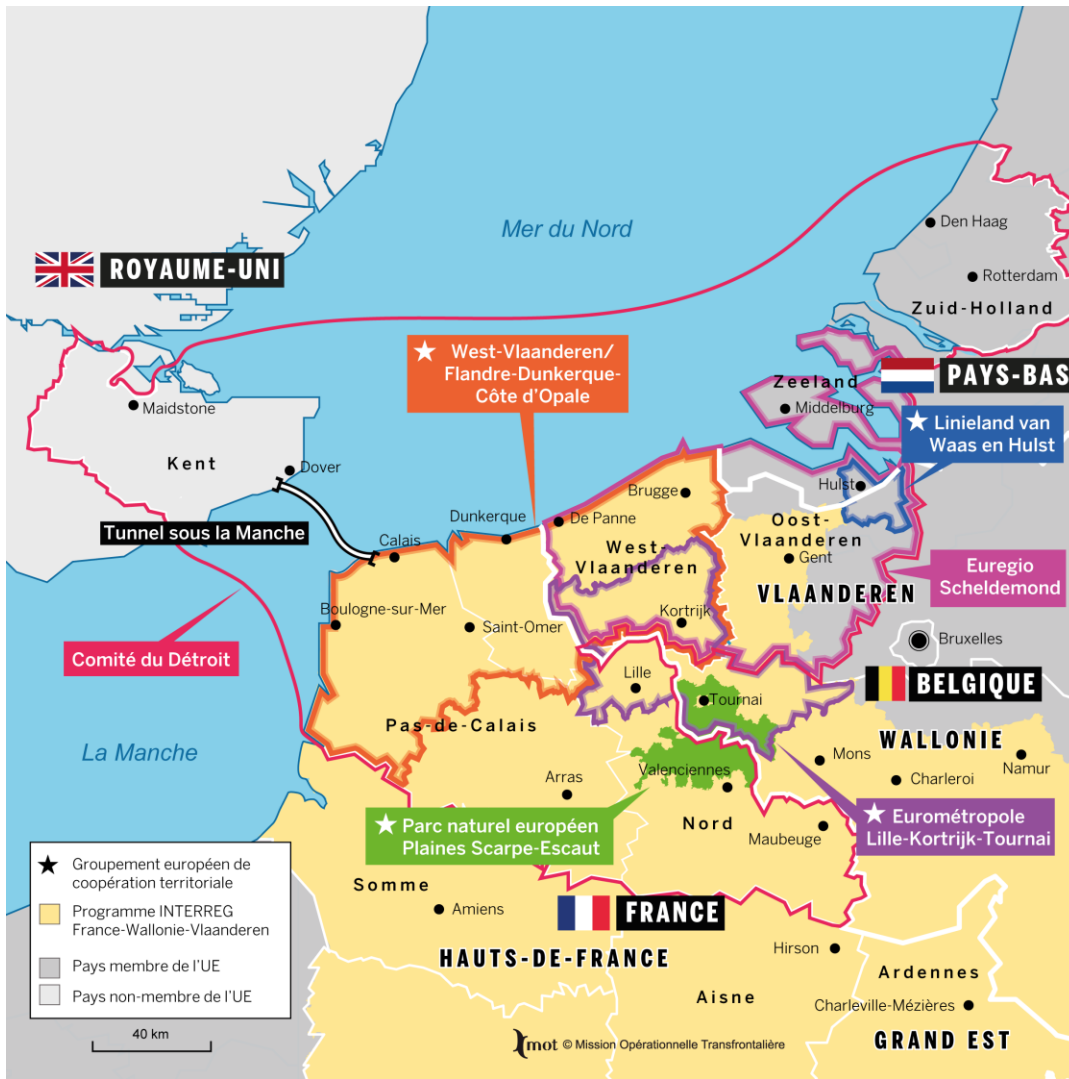 Mer du Nord
Den Haag
Rotterdam
Zuid-Holland
ROYAUME-UNI
West-Vlaanderen/
Flandre-Dunkerque-
Côte d'Opale
PAYS-BAS
Zeeland
Middelburg
Maidstone
Linieland van
Waas en Hulst
Kent
Dover
Hulst
Brugge
Tunnel sous la Manche
Dunkerque
De Panne
Oost-
Vlaanderen
Calais
West-
Vlaanderen
Gent
Euregio
Scheldemond
VLAANDEREN
Boulogne-sur-Mer
Saint-Omer
Kortrijk
Bruxelles
Comité du Détroit
Lille
Tournai
BELGIQUE
Pas-de-Calais
La Manche
WALLONIE
Mons
Namur
Arras
Valenciennes
Charleroi
Parc naturel européen
Plaines Scarpe-Escaut
Nord
Maubeuge
Eurométropole
Lille-Kortrijk-Tournai
Groupement européen de
coopération territoriale
Programme INTERREG
France-Wallonie-Vlaanderen
Pays membre de l'UE
Pays non-membre de l'UE
40 km
Somme
Amiens
FRANCE
HAUTS-DE-FRANCE
Hirson
Ardennes
Aisne
Charleville-Mézières
GRAND EST
mot © Mission Opérationnelle Transfrontalière